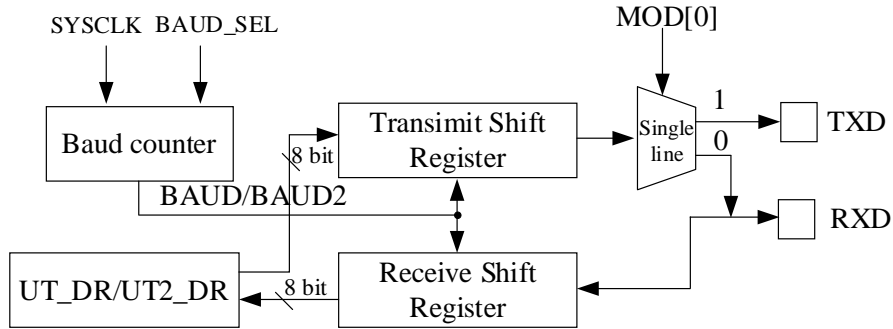 SYSCLK BAUD_SEL
MOD[0]
Baud counter
8 bit
Transimit Shift
Register
Single
line
1
0
TXD
BAUD/BAUD2
RXD
UT_DR/UT2_DR
8 bit
Receive Shift
Register